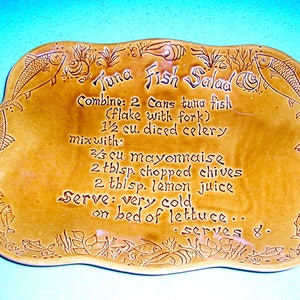 Tuna Fish Salad
Combine: 2 cans tuna fish
(flake with fork)
1½ cu. diced celery
mix with:
⅔ cu mayonnaise
2 tblsp. chopped chives
2 tblsp. lemon juice
Serve: very cold
on bed of lettuce..
·serves 8·